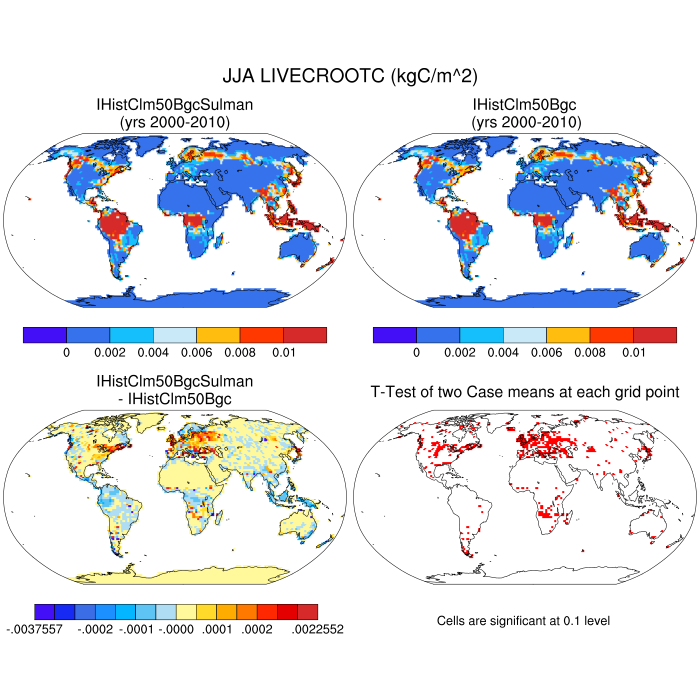 JJA LIVECROOTC (kgC/m^2)
IHistClm50BgcSulman
(yrs 2000-2010)
IHistClm50Bgc
(yrs 2000-2010)
0 0.002 0.004 0.006 0.008 0.01
0 0.002 0.004 0.006 0.008 0.01
IHistClm50BgcSulman
- IHistClm50Bgc
T-Test of two Case means at each grid point
-.0037557 -.0002 -.0001 -.0000 .0001 .0002 .0022552
Cells are significant at 0.1 level